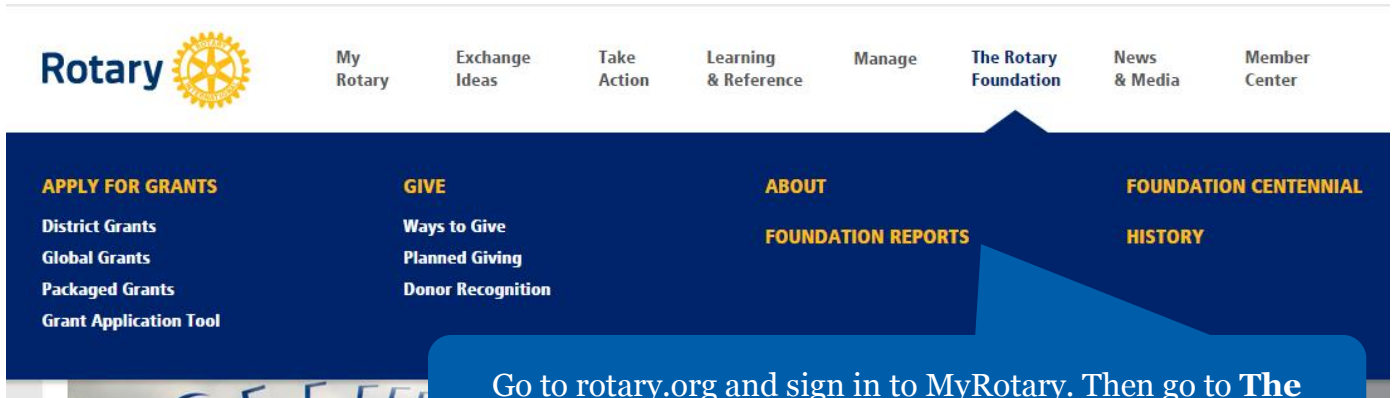 Rotary
ROTARY
INTERNATIONAL
My Rotary
Exchange Ideas
Take Action
Learning & Reference
Manage
The Rotary Foundation
News & Media
Member Center
APPLY FOR GRANTS
District Grants
Global Grants
Packaged Grants
Grant Application Tool
GIVE
Ways to Give
Planned Giving
Donor Recognition
ABOUT
FOUNDATION REPORTS
FOUNDATION CENTENNIAL
HISTORY
Go to rotary.org and sign in to MyRotary. Then go to The